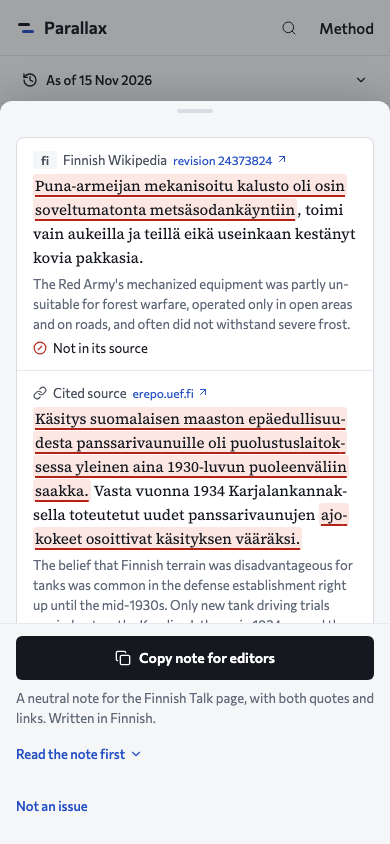 Parallax
Method
As of 15 Nov 2026
fi Finnish Wikipedia revision 24373824
Puna-armeijan mekanisoitu kalusto oli osin
soveltumatonta metsäsodankäyntiin, toimi
vain aukeilla ja teillä eikä useinkaan kestänyt
kovia pakkasia.
The Red Army's mechanized equipment was partly un-
suitable for forest warfare, operated only in open areas
and on roads, and often did not withstand severe frost.
Not in its source
Cited source erepo.uef.fi
Käsitys suomalaisen maaston epäedullisuu-
desta panssarivaunuille oli puolustuslaitok-
sessa yleinen aina 1930-luvun puoleenväliin
saakka. Vasta vuonna 1934 Karjalankannak-
sella toteutetut uudet panssarivaunujen ajo-
kokeet osoittivat käsityksen vääräksi.
The belief that Finnish terrain was disadvantageous for
tanks was common in the defense establishment right
up until the mid-1930s. Only new tank driving trials
Copy note for editors
A neutral note for the Finnish Talk page, with both quotes and
links. Written in Finnish.
Read the note first
Not an issue